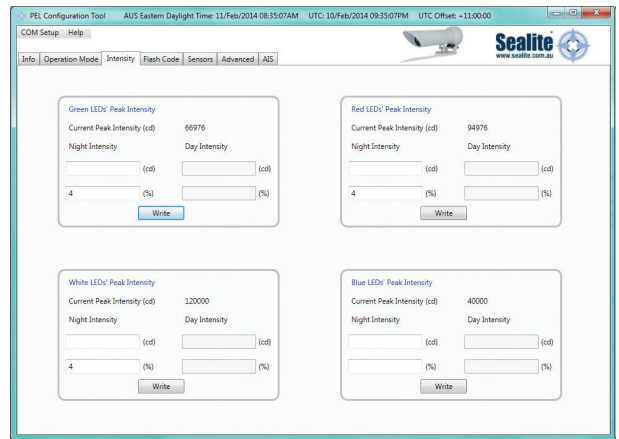 PEL Configuration Tool AUS Eastern Daylight Time: 11/Feb/2014 08:35:07AM UTC: 10/Feb/2014 09:35:07PM UTC Offset: +11:00:00
COM Setup Help
Sealite
www.sealite.com.au
Info Operation Mode Intensity Flash Code Sensors Advanced AIS
Green LEDs' Peak Intensity
Current Peak Intensity (cd) 66976
Night Intensity Day Intensity
(cd) (cd)
4 (%) (%)
Write
Red LEDs' Peak Intensity
Current Peak Intensity (cd) 94976
Night Intensity Day Intensity
(cd) (cd)
4 (%) (%)
Write
White LEDs' Peak Intensity
Current Peak Intensity (cd) 120000
Night Intensity Day Intensity
(cd) (cd)
4 (%) (%)
Write
Blue LEDs' Peak Intensity
Current Peak Intensity (cd) 40000
Night Intensity Day Intensity
(cd) (cd)
(%) (%)
Write